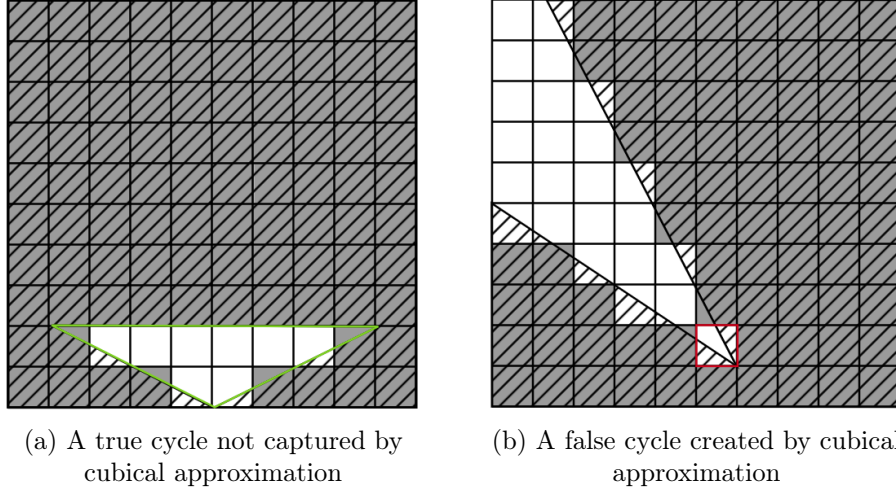 (a) A true cycle not captured by
cubical approximation
(b) A false cycle created by cubical
approximation